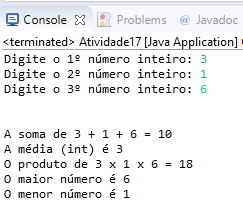 Console Problems @ Javadoc
<terminated> Atividade17 [Java Application]
Digite o 1º número inteiro: 3
Digite o 2º número inteiro: 1
Digite o 3º número inteiro: 6
A soma de 3 + 1 + 6 = 10
A média (int) é 3
O produto de 3 x 1 x 6 = 18
O maior número é 6
O menor número é 1